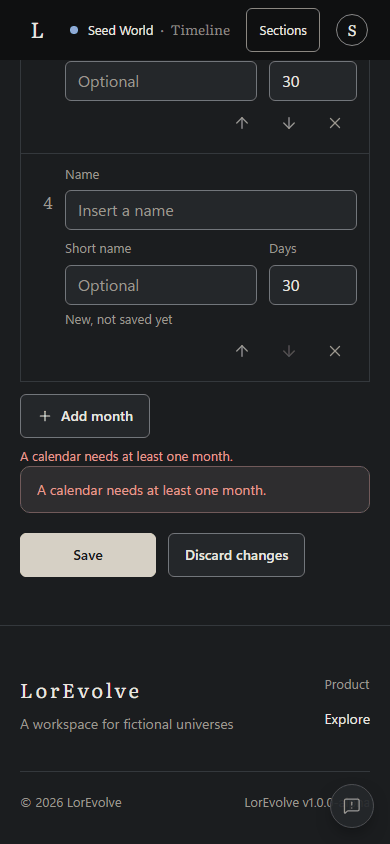 L
Seed World · Timeline
Sections
S
Optional
30
Name
4
Insert a name
Short name
Days
Optional
30
New, not saved yet
Add month
A calendar needs at least one month.
A calendar needs at least one month.
Save
Discard changes
LorEvolve
Product
A workspace for fictional universes
Explore
© 2026 LorEvolve
LorEvolve v1.0.0